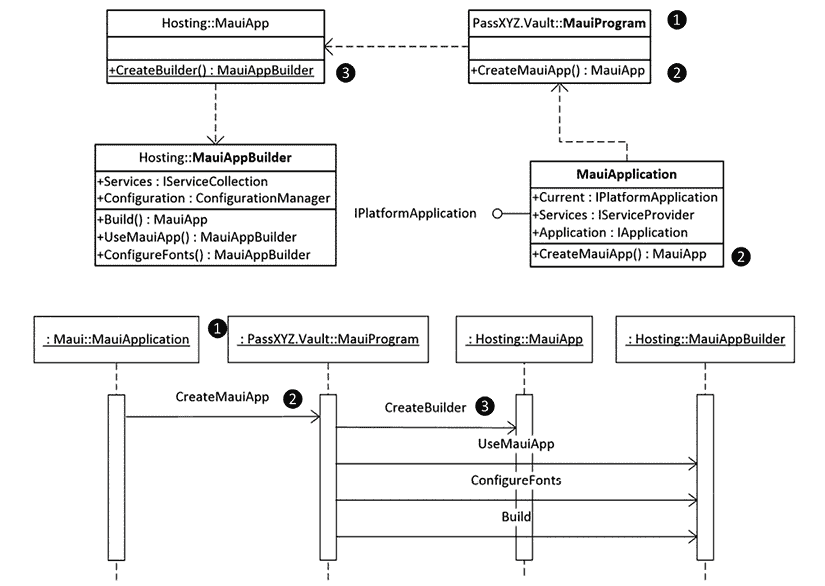 Hosting::MauiApp
+CreateBuilder() : MauiAppBuilder
3
PassXYZ.Vault::MauiProgram
1
+CreateMauiApp() : MauiApp
2
Hosting::MauiAppBuilder
+Services : IServiceCollection
+Configuration : ConfigurationManager
+Build() : MauiApp
+UseMauiApp() : MauiAppBuilder
+ConfigureFonts() : MauiAppBuilder
IPlatformApplication
MauiApplication
+Current : IPlatformApplication
+Services : IServiceProvider
+Application : IApplication
+CreateMauiApp() : MauiApp
2
: Maui::MauiApplication
1
: PassXYZ.Vault::MauiProgram
: Hosting::MauiApp
: Hosting::MauiAppBuilder
CreateMauiApp
2
CreateBuilder
3
UseMauiApp
ConfigureFonts
Build